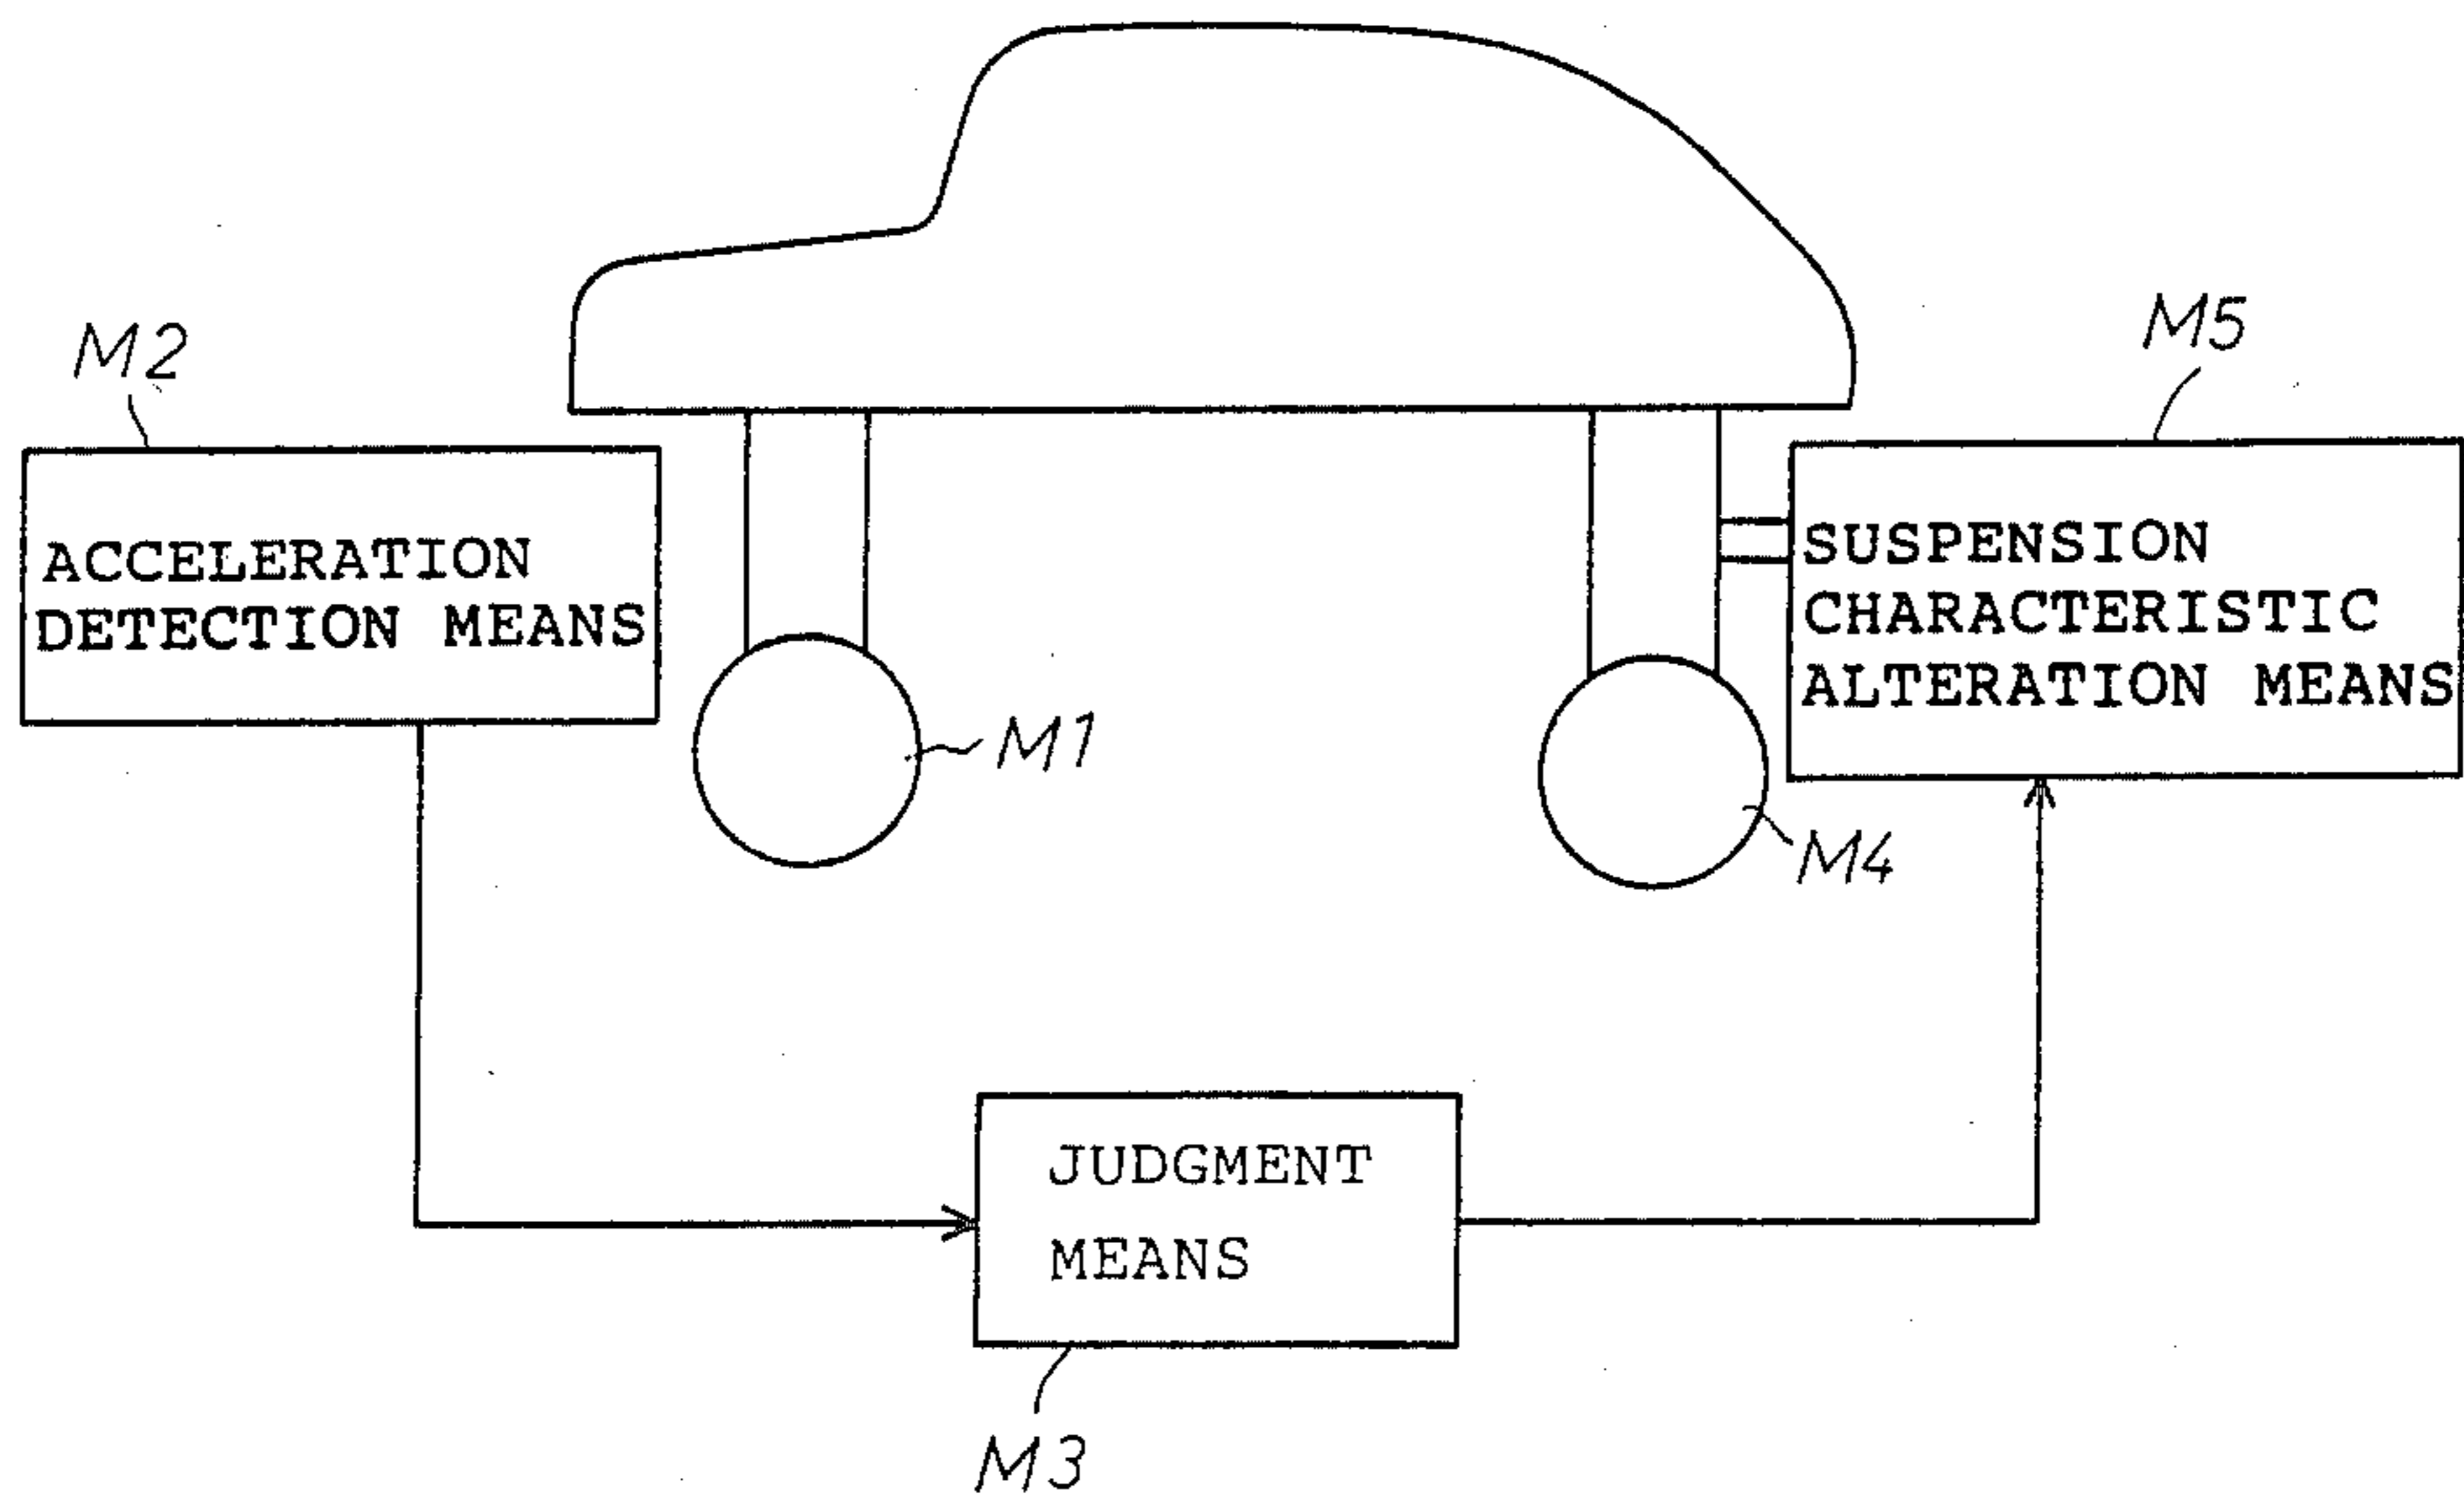 M2
M5
ACCELERATION
DETECTION MEANS
SUSPENSION
CHARACTERISTIC
ALTERATION MEANS
M1
M4
JUDGMENT
MEANS
M3